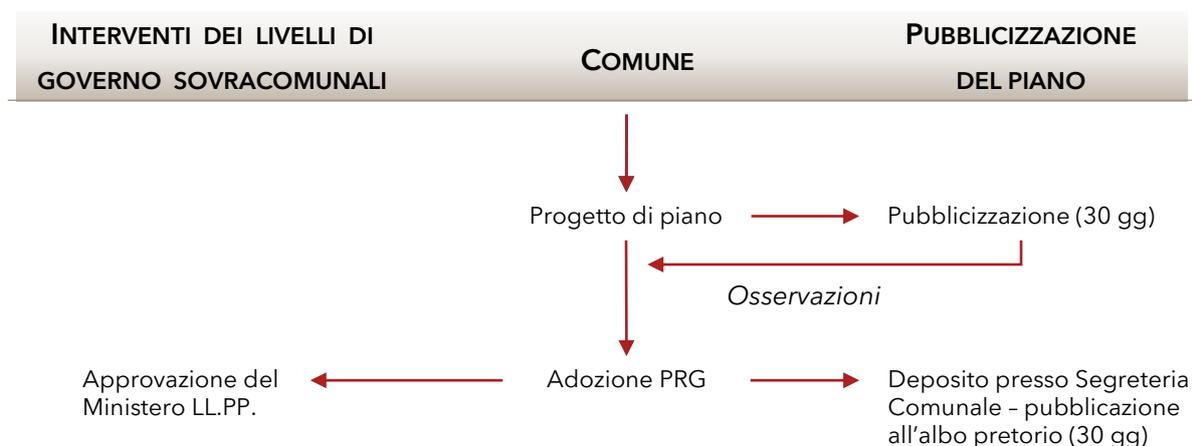 INTERVENTI DEI LIVELLI DI
GOVERNO SOVRACOMUNALI
COMUNE
PUBBLICIZZAZIONE
DEL PIANO
Progetto di piano
Pubblicizzazione (30 gg)
Osservazioni
Approvazione del
Ministero LL.PP.
Adozione PRG
Deposito presso Segreteria
Comunale – pubblicazione
all'albo pretorio (30 gg)